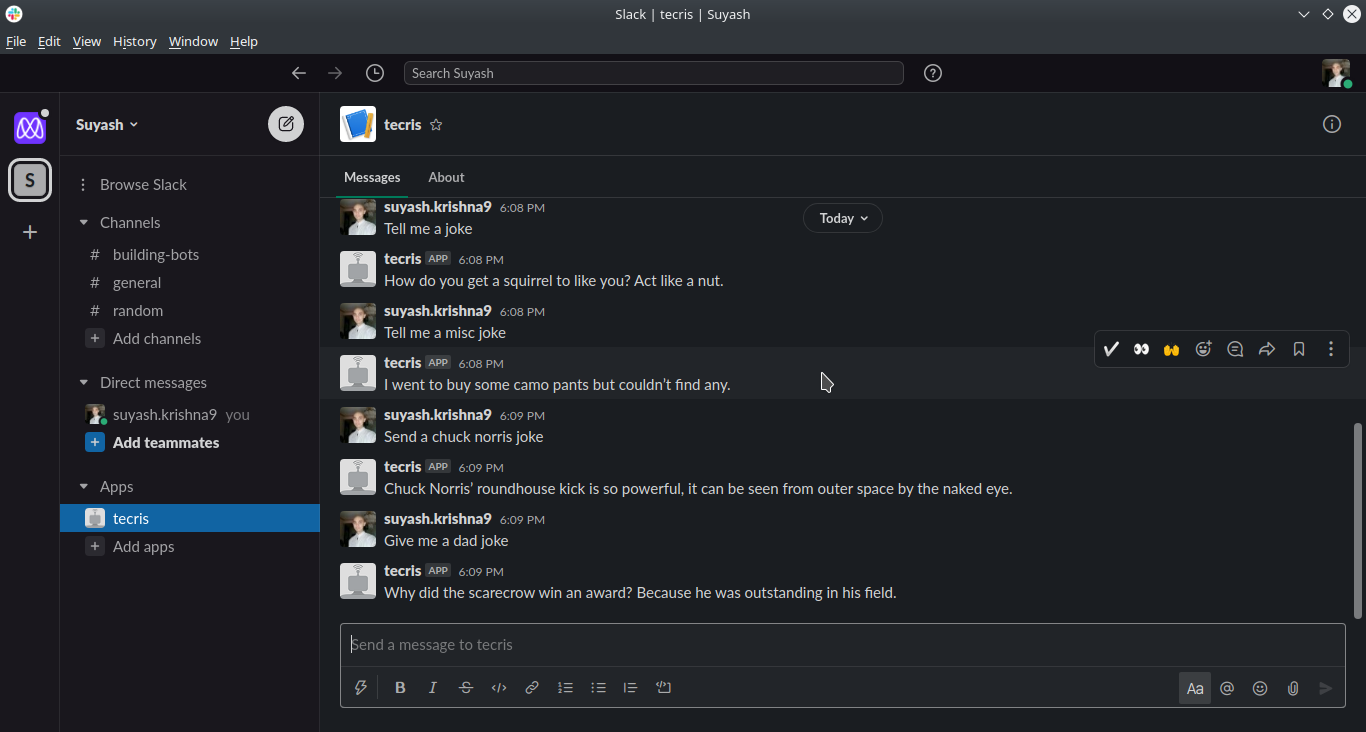 Slack | tecris | Suyash
File Edit View History Window Help
Search Suyash
Suyash
S
Browse Slack
Channels
# building-bots
# general
# random
+ Add channels
Direct messages
suyash.krishna9 you
+ Add teammates
Apps
tecris
+ Add apps
tecris
Messages About
Today
suyash.krishna9 6:08 PM
Tell me a joke
tecris APP 6:08 PM
How do you get a squirrel to like you? Act like a nut.
suyash.krishna9 6:08 PM
Tell me a misc joke
tecris APP 6:08 PM
I went to buy some camo pants but couldn't find any.
suyash.krishna9 6:09 PM
Send a chuck norris joke
tecris APP 6:09 PM
Chuck Norris’ roundhouse kick is so powerful, it can be seen from outer space by the naked eye.
suyash.krishna9 6:09 PM
Give me a dad joke
tecris APP 6:09 PM
Why did the scarecrow win an award? Because he was outstanding in his field.
Send a message to tecris
B I S </> Aa @